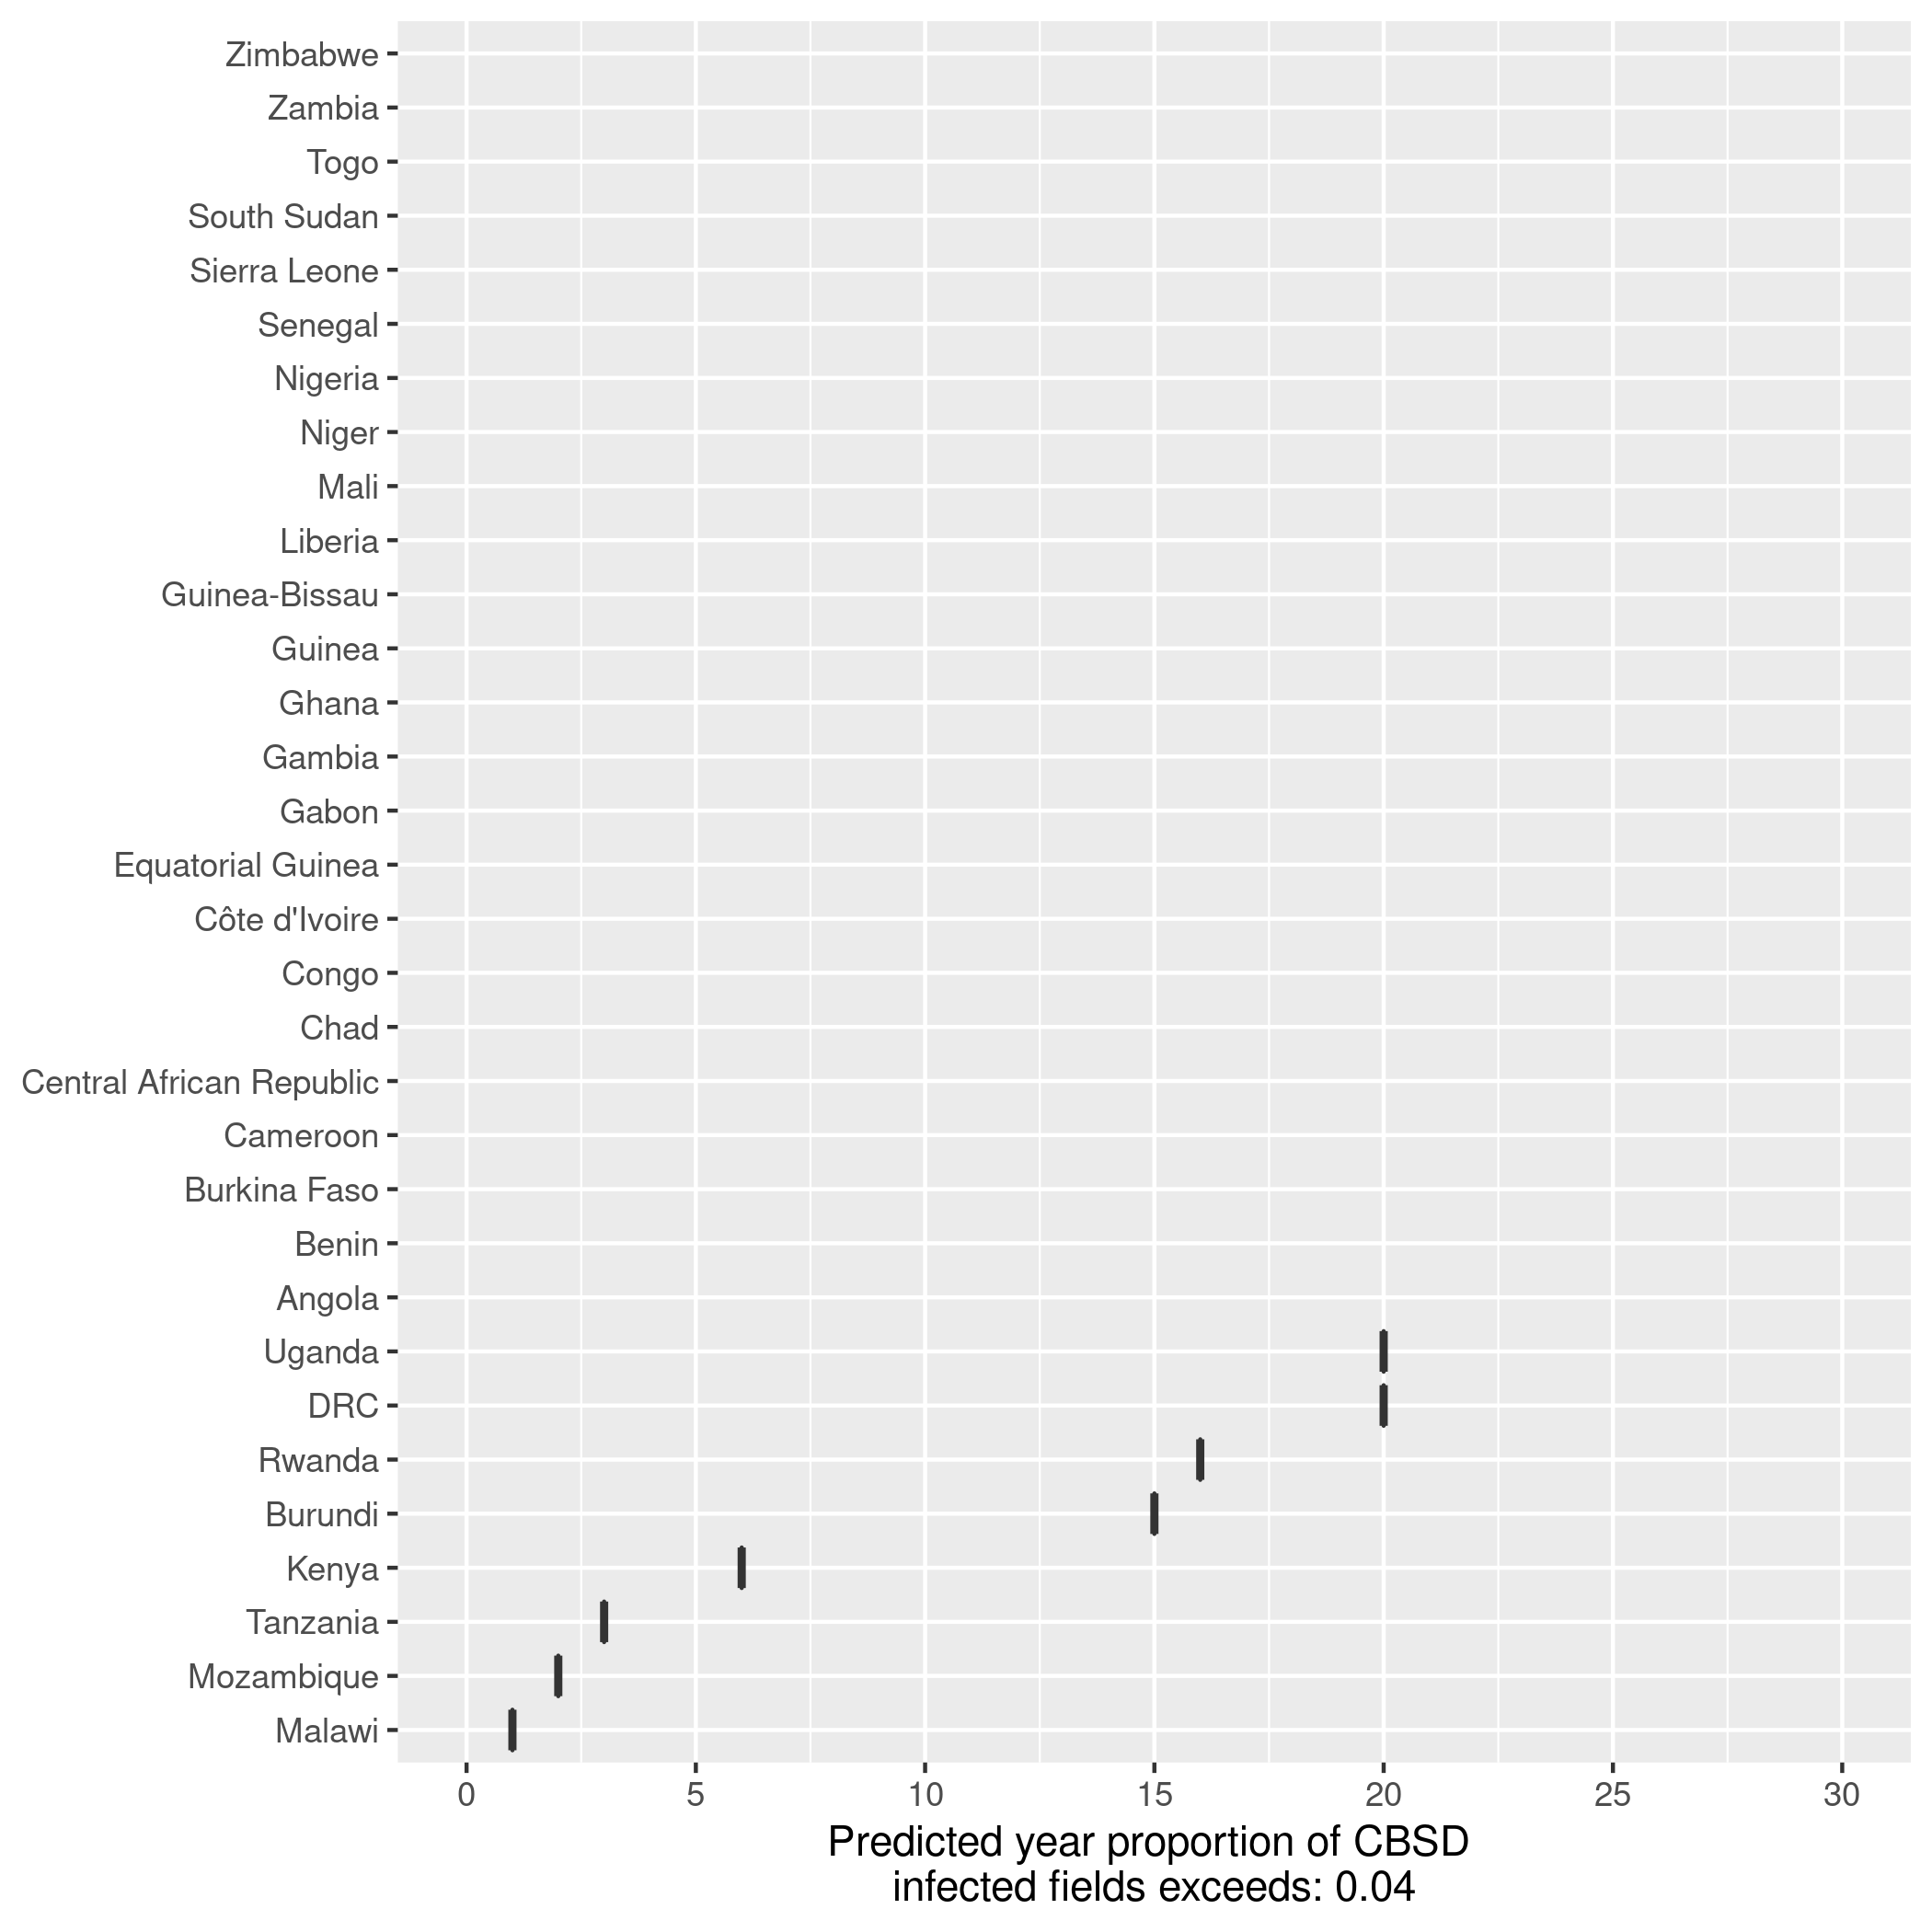 Zimbabwe
Zambia
Togo
South Sudan
Sierra Leone
Senegal
Nigeria
Niger
Mali
Liberia
Guinea-Bissau
Guinea
Ghana
Gambia
Gabon
Equatorial Guinea
Côte d'Ivoire
Congo
Chad
Central African Republic
Cameroon
Burkina Faso
Benin
Angola
Uganda
DRC
Rwanda
Burundi
Kenya
Tanzania
Mozambique
Malawi
0 5 10 15 20 25 30
Predicted year proportion of CBSD
infected fields exceeds: 0.04